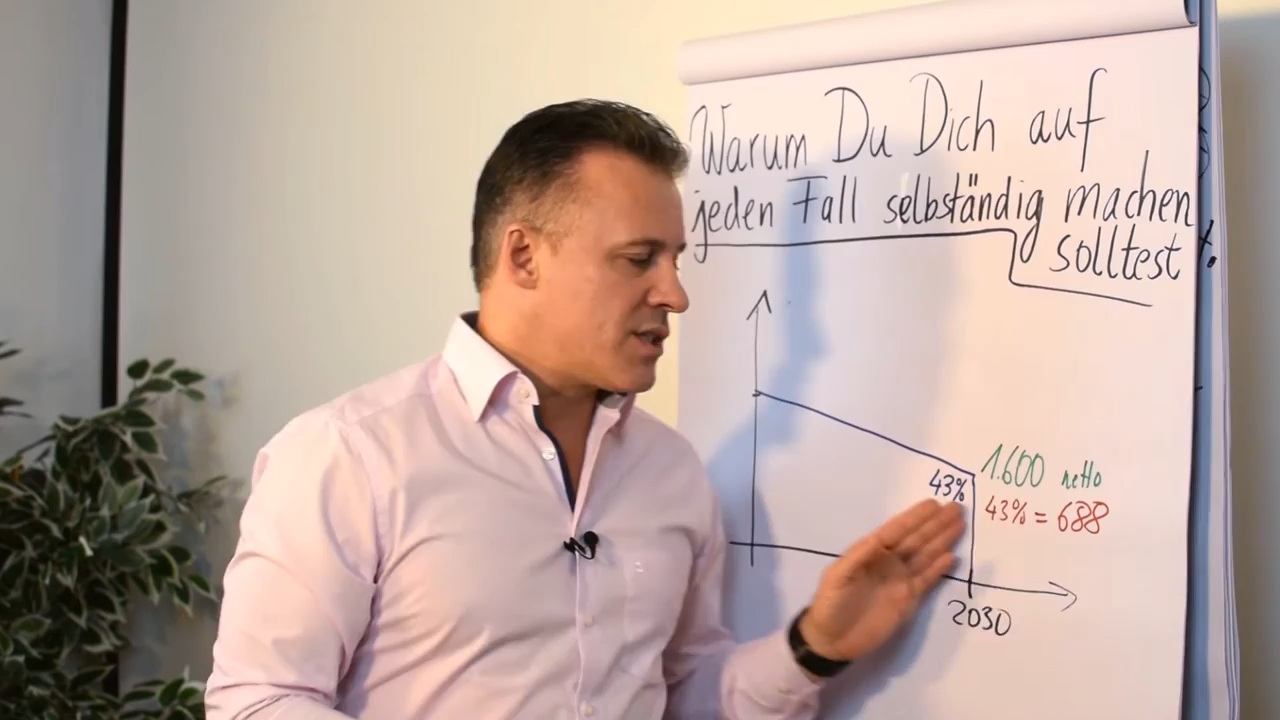 Warum Du Dich auf
jeden Fall selbständig machen
solltest
43%
1.600 netto
43% = 688
2030